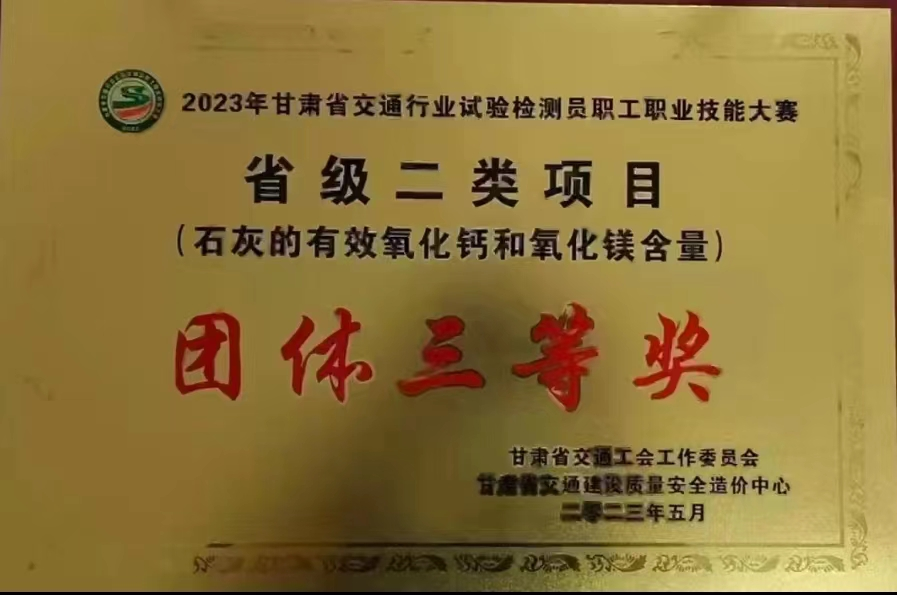 2023年甘肃省交通行业试验检测员职工职业技能大赛
省级二类项目
（石灰的有效氧化钙和氧化镁含量）
团体三等奖
甘肃省交通工会工作委员会
甘肃省交通建设质量安全造价中心
二零二三年五月